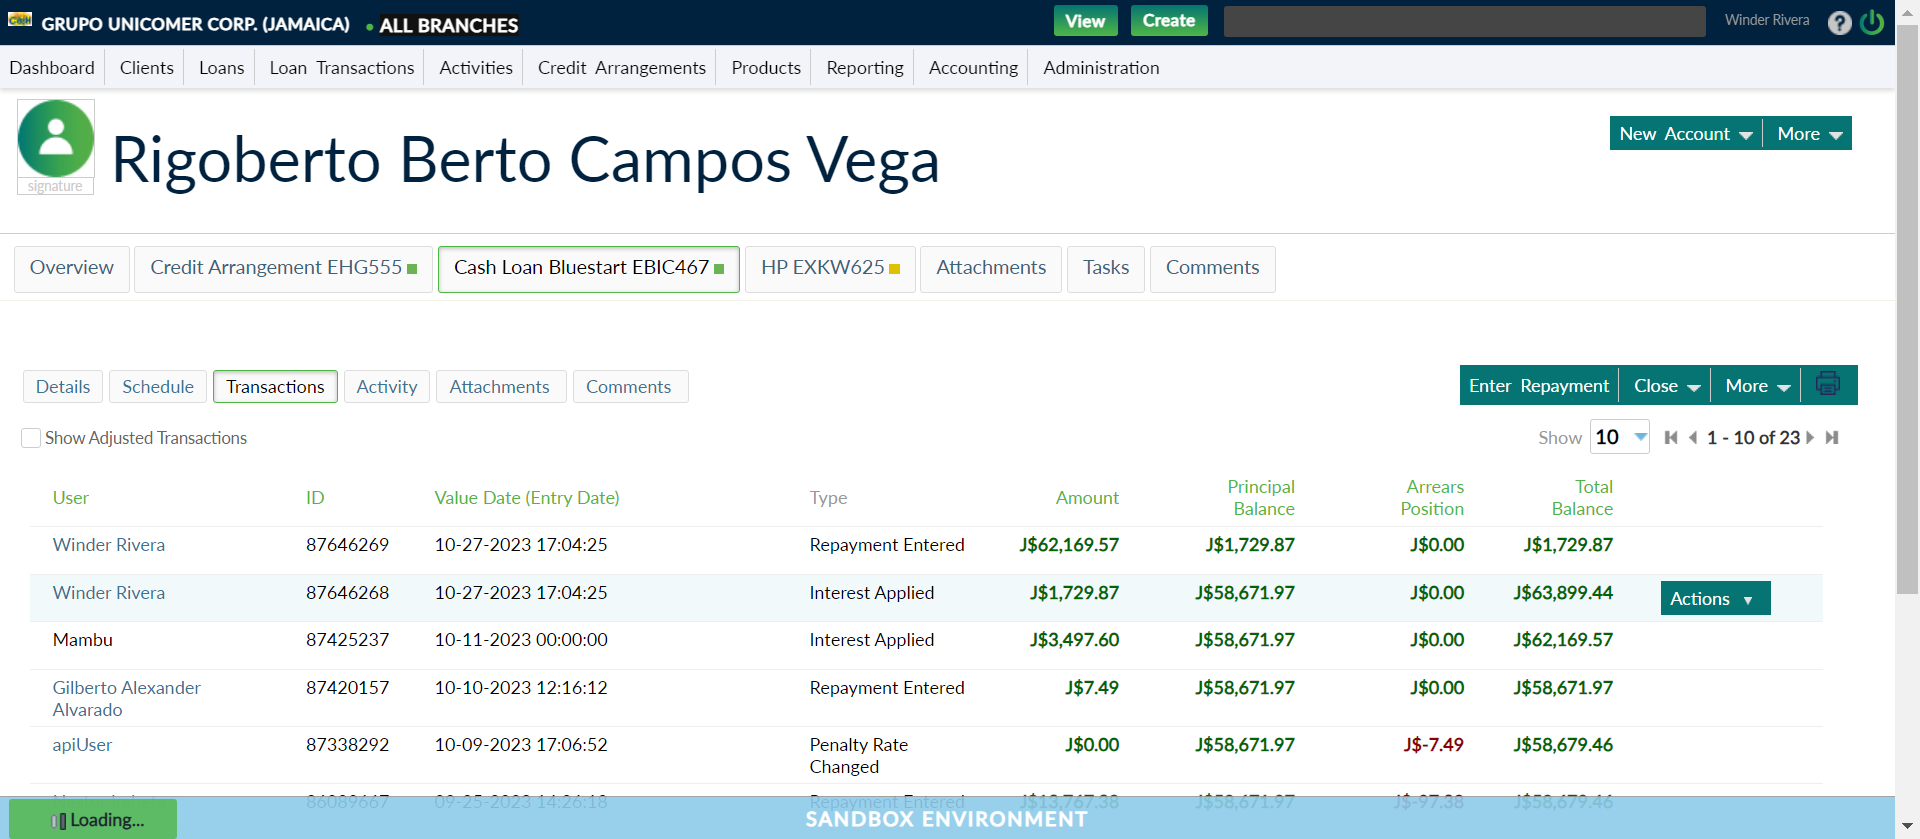 GRUPO UNICOMER CORP. (JAMAICA) ALL BRANCHES View Create Winder Rivera ?
Dashboard Clients Loans Loan Transactions Activities Credit Arrangements Products Reporting Accounting Administration
signature
Rigoberto Berto Campos Vega
New Account More
Overview Credit Arrangement EHG555 Cash Loan Bluestart EBIC467 HP EXKW625 Attachments Tasks Comments
Details Schedule Transactions Activity Attachments Comments
Enter Repayment Close More
Show Adjusted Transactions
Show 10 1 - 10 of 23
User ID Value Date (Entry Date) Type Amount Principal Balance Arrears Position Total Balance
Winder Rivera 87646269 10-27-2023 17:04:25 Repayment Entered J$62,169.57 J$1,729.87 J$0.00 J$1,729.87
Winder Rivera 87646268 10-27-2023 17:04:25 Interest Applied J$1,729.87 J$58,671.97 J$0.00 J$63,899.44 Actions
Mambu 87425237 10-11-2023 00:00:00 Interest Applied J$3,497.60 J$58,671.97 J$0.00 J$62,169.57
Gilberto Alexander Alvarado 87420157 10-10-2023 12:16:12 Repayment Entered J$7.49 J$58,671.97 J$0.00 J$58,671.97
apiUser 87338292 10-09-2023 17:06:52 Penalty Rate Changed J$0.00 J$58,671.97 J$-7.49 J$58,679.46
86089667 09-25-2023 14:26:18 Repayment Entered J$13,767.38 J$58,671.97 J$-97.38 J$58,679.46
Loading...
SANDBOX ENVIRONMENT